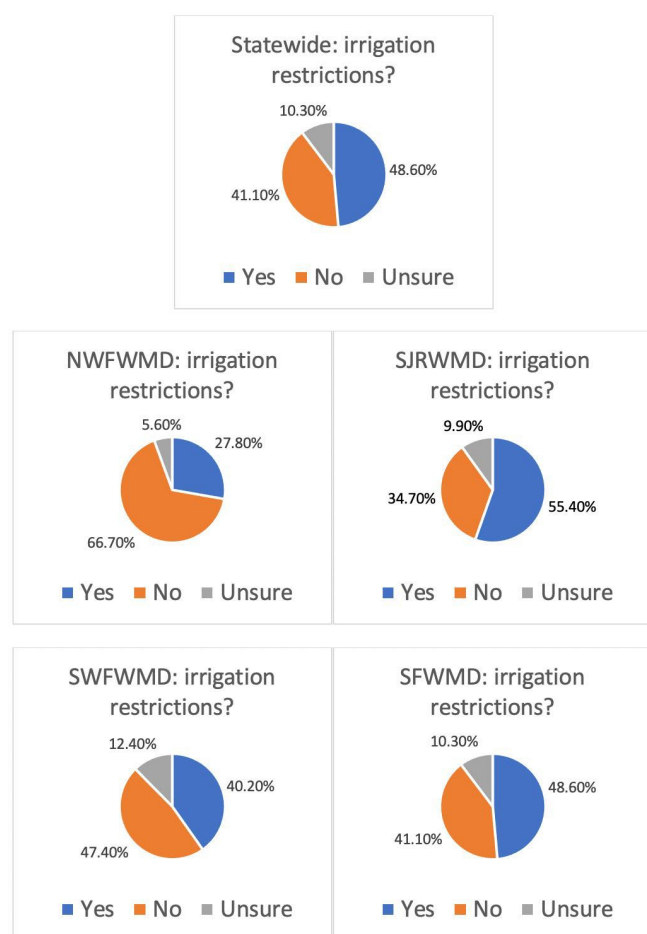 Statewide: irrigation
restrictions?
10.30%
48.60%
41.10%
Yes No Unsure
NWFWMD: irrigation
restrictions?
5.60%
27.80%
66.70%
Yes No Unsure
SJRWMD: irrigation
restrictions?
9.90%
34.70%
55.40%
Yes No Unsure
SWFWMD: irrigation
restrictions?
12.40%
40.20%
47.40%
Yes No Unsure
SFWMD: irrigation
restrictions?
10.30%
48.60%
41.10%
Yes No Unsure